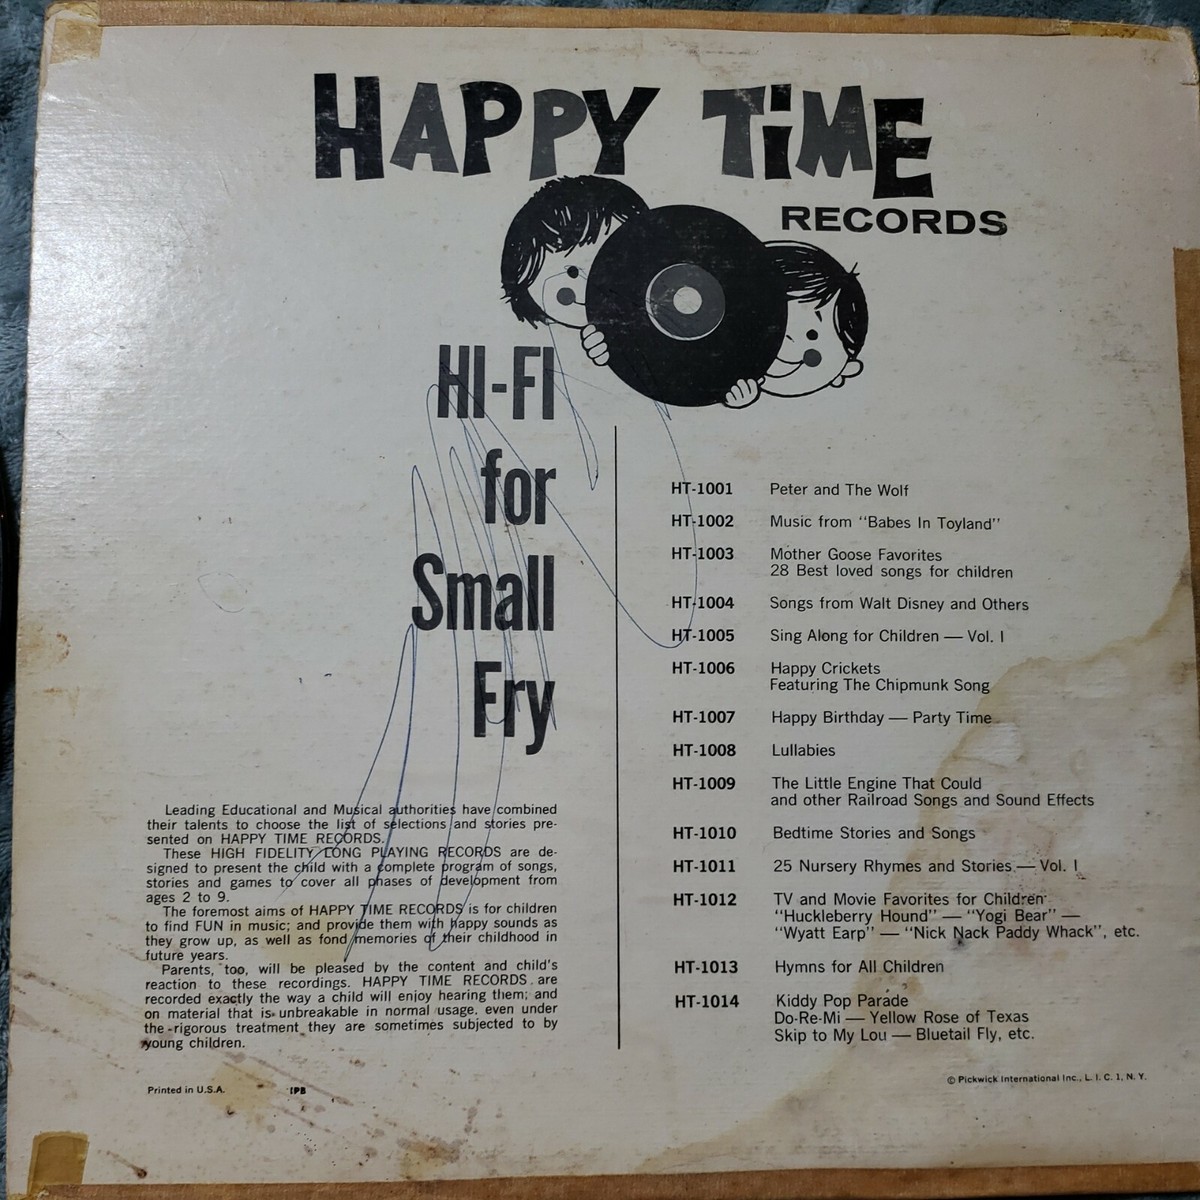 HAPPY TiME
RECORDS
HI-FI
for
Small
Fry
Leading Educational and Musical authorities have combined
their talents to choose the list of selections and stories pre-
sented on HAPPY TIME RECORDS.
These HIGH FIDELITY LONG PLAYING RECORDS are de-
signed to present the child with a complete program of songs,
stories and games to cover all phases of development from
ages 2 to 9.
The foremost aims of HAPPY TIME RECORDS is for children
to find FUN in music; and provide them with happy sounds as
they grow up, as well as fond memories of their childhood in
future years.
Parents, too, will be pleased by the content and child's
reaction to these recordings. HAPPY TIME RECORDS are
recorded exactly the way a child will enjoy hearing them; and
on material that is unbreakable in normal usage, even under
the rigorous treatment they are sometimes subjected to by
young children.
Printed in U.S.A. IPB
HT-1001 Peter and The Wolf
HT-1002 Music from "Babes In Toyland"
HT-1003 Mother Goose Favorites
28 Best loved songs for children
HT-1004 Songs from Walt Disney and Others
HT-1005 Sing Along for Children — Vol. I
HT-1006 Happy Crickets
Featuring The Chipmunk Song
HT-1007 Happy Birthday — Party Time
HT-1008 Lullabies
HT-1009 The Little Engine That Could
and other Railroad Songs and Sound Effects
HT-1010 Bedtime Stories and Songs
HT-1011 25 Nursery Rhymes and Stories — Vol. I
HT-1012 TV and Movie Favorites for Children
"Huckleberry Hound" — "Yogi Bear" —
"Wyatt Earp" — "Nick Nack Paddy Whack", etc.
HT-1013 Hymns for All Children
HT-1014 Kiddy Pop Parade
Do-Re-Mi — Yellow Rose of Texas
Skip to My Lou — Bluetail Fly, etc.
© Pickwick International Inc., L. I. C. 1, N. Y.